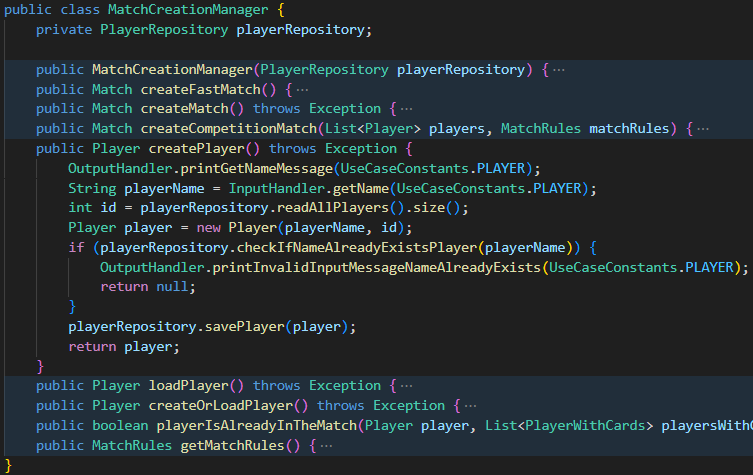 public class MatchCreationManager {
    private PlayerRepository playerRepository;
    public MatchCreationManager(PlayerRepository playerRepository) { ...
    public Match createFastMatch() { ...
    public Match createMatch() throws Exception { ...
    public Match createCompetitionMatch(List<Player> players, MatchRules matchRules) { ...
    public Player createPlayer() throws Exception {
        OutputHandler.printGetNameMessage(UseCaseConstants.PLAYER);
        String playerName = InputHandler.getName(UseCaseConstants.PLAYER);
        int id = playerRepository.readAllPlayers().size();
        Player player = new Player(playerName, id);
        if (playerRepository.checkIfNameAlreadyExistsPlayer(playerName)) {
            OutputHandler.printInvalidInputMessageNameAlreadyExists(UseCaseConstants.PLAYER);
            return null;
        }
        playerRepository.savePlayer(player);
        return player;
    }
    public Player loadPlayer() throws Exception { ...
    public Player createOrLoadPlayer() throws Exception { ...
    public boolean playerIsAlreadyInTheMatch(Player player, List<PlayerWithCards> playersWith
    public MatchRules getMatchRules() { ...
}